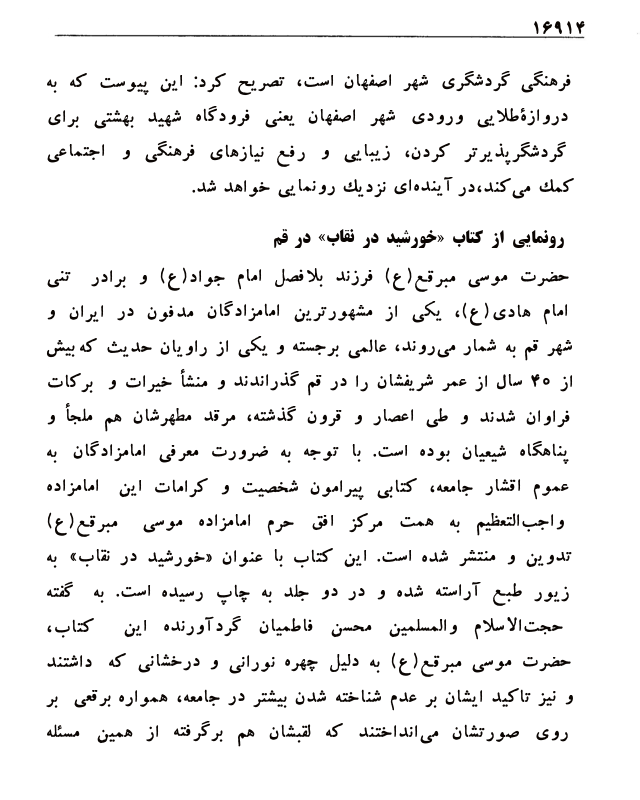 ۱۶۹۱۴
فرهنگی گردشگری شهر اصفهان است، تصریح کرد: این پیوست که به
دروازهٔ طلایی ورودی شهر اصفهان یعنی فرودگاه شهید بهشتی برای
گردشگرپذیرتر کردن، زیبایی و رفع نیازهای فرهنگی و اجتماعی
کمك می‌کند،در آینده‌ای نزدیك رونمایی خواهد شد.
رونمایی از کتاب «خورشید در نقاب» در قم
حضرت موسی مبرقع(ع) فرزند بلافصل امام جواد(ع) و برادر تنی
امام هادی(ع)، یکی از مشهورترین امامزادگان مدفون در ایران و
شهر قم به شمار می‌روند، عالمی برجسته و یکی از راویان حدیث که بیش
از ۴۰ سال از عمر شریفشان را در قم گذراندند و منشأ خیرات و برکات
فراوان شدند و طی اعصار و قرون گذشته، مرقد مطهرشان هم ملجأ و
پناهگاه شیعیان بوده است. با توجه به ضرورت معرفی امامزادگان به
عموم اقشار جامعه، کتابی پیرامون شخصیت و کرامات این امامزاده
واجب‌التعظیم به همت مرکز افق حرم امامزاده موسی مبرقع(ع)
تدوین و منتشر شده است. این کتاب با عنوان «خورشید در نقاب» به
زیور طبع آراسته شده و در دو جلد به چاپ رسیده است. به گفته
حجت‌الاسلام والمسلمین محسن فاطمیان گردآورنده این کتاب،
حضرت موسی مبرقع(ع) به دلیل چهره نورانی و درخشانی که داشتند
و نیز تاکید ایشان بر عدم شناخته شدن بیشتر در جامعه، همواره برقعی بر
روی صورتشان می‌انداختند که لقبشان هم برگرفته از همین مسئله